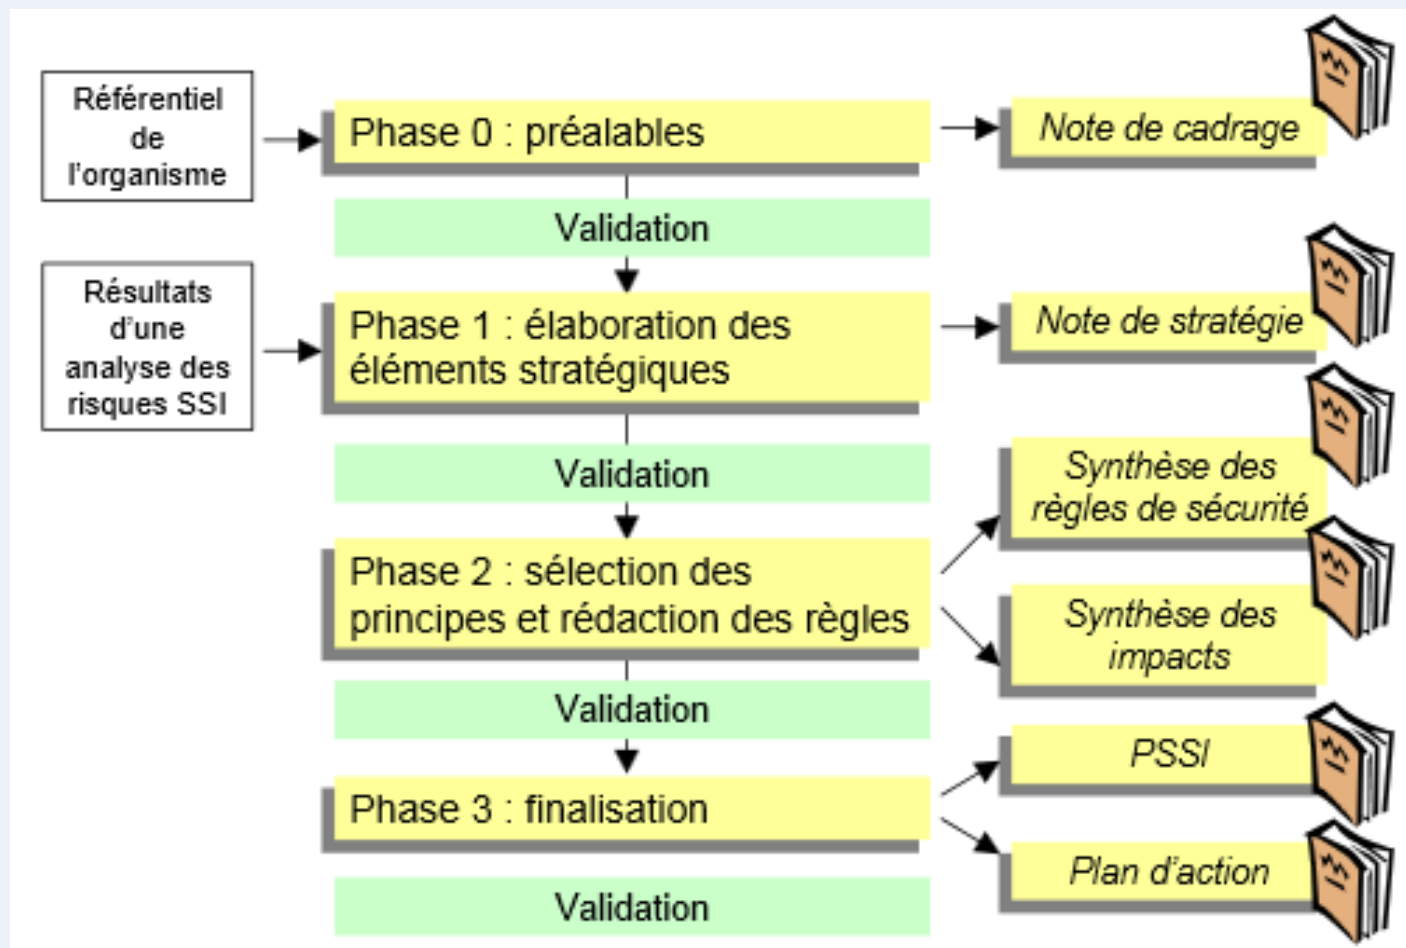 Référentiel
de
l'organisme
Phase 0 : préalables
Note de cadrage
Validation
Résultats
d'une
analyse des
risques SSI
Phase 1 : élaboration des
éléments stratégiques
Note de stratégie
Validation
Phase 2 : sélection des
principes et rédaction des règles
Synthèse des
règles de sécurité
Synthèse des
impacts
Validation
Phase 3 : finalisation
PSSI
Plan d'action
Validation